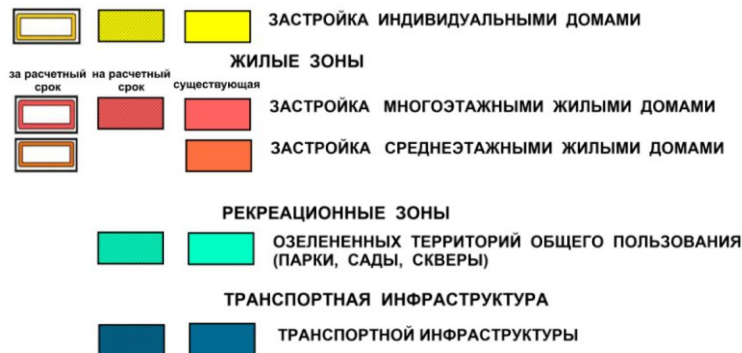 ЗАСТРОЙКА ИНДИВИДУАЛЬНЫМИ ДОМАМИ
ЖИЛЫЕ ЗОНЫ
за расчетный срок
на расчетный срок
существующая
ЗАСТРОЙКА МНОГОЭТАЖНЫМИ ЖИЛЫМИ ДОМАМИ
ЗАСТРОЙКА СРЕДНЕЭТАЖНЫМИ ЖИЛЫМИ ДОМАМИ
РЕКРЕАЦИОННЫЕ ЗОНЫ
ОЗЕЛЕНЕННЫХ ТЕРРИТОРИЙ ОБЩЕГО ПОЛЬЗОВАНИЯ
(ПАРКИ, САДЫ, СКВЕРЫ)
ТРАНСПОРТНАЯ ИНФРАСТРУКТУРА
ТРАНСПОРТНОЙ ИНФРАСТРУКТУРЫ